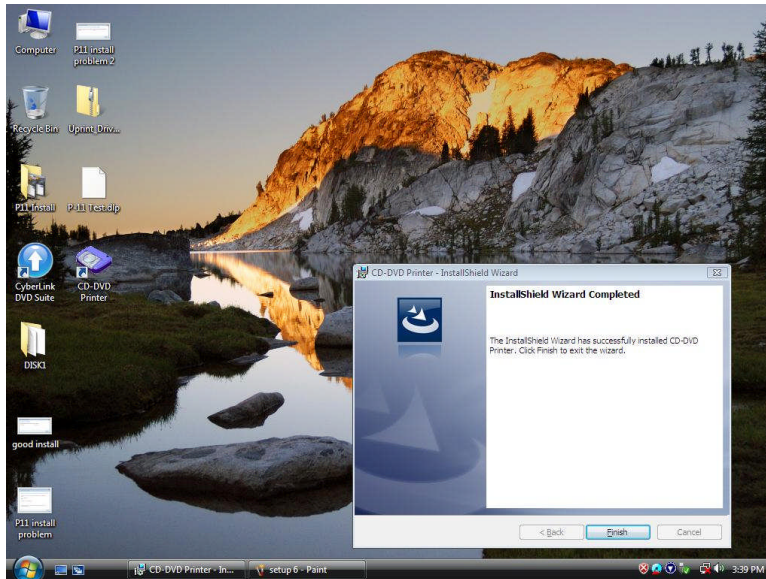 Computer
P11 install
problem 2
Recycle Bin
Uprint_Driv...
P11 Install
P-11 Test.dlp
CyberLink
DVD Suite
CD-DVD
Printer
DISK1
good install
P11 install
problem
CD-DVD Printer - InstallShield Wizard
InstallShield Wizard Completed
The InstallShield Wizard has successfully installed CD-DVD
Printer. Click Finish to exit the wizard.
< Back
Finish
Cancel
CD-DVD Printer - In...
setup 6 - Paint
3:39 PM